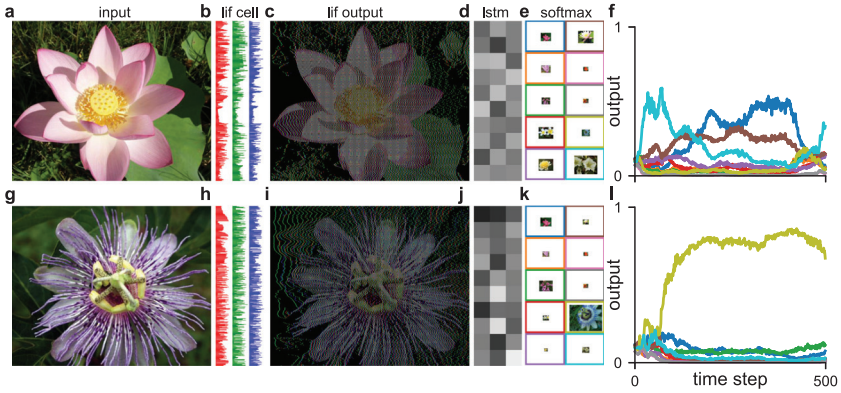 a input b lif cell c lif output d lstm e softmax f
1
output
0
g h i j k l
1
output
0
0 time step 500